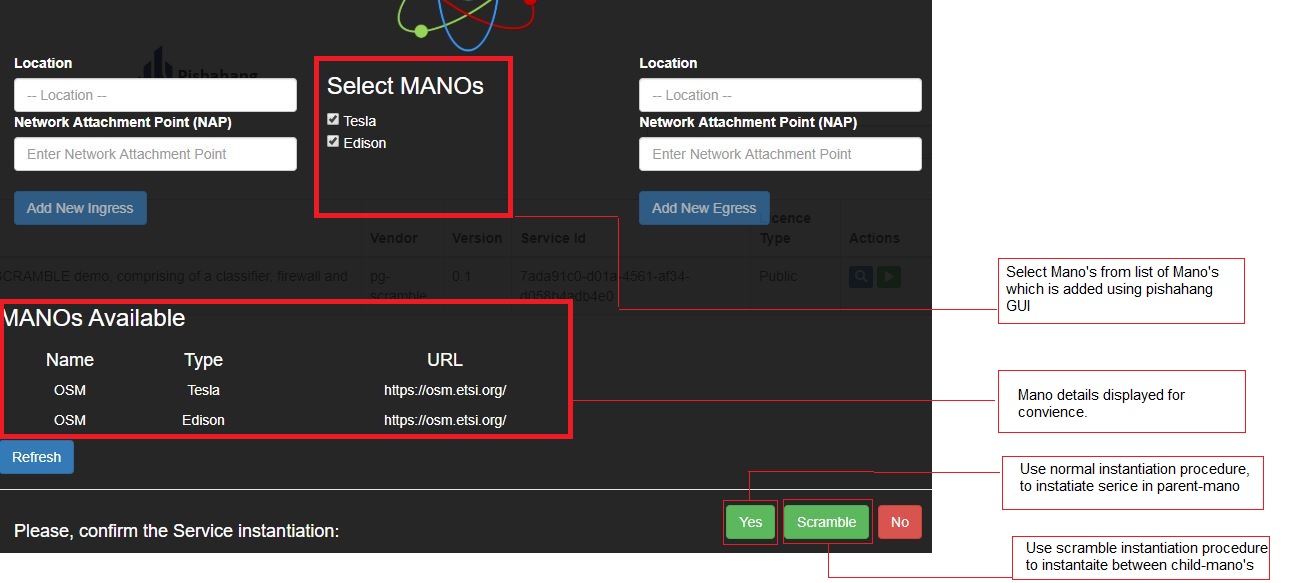 Pishahang
Location
-- Location --
Network Attachment Point (NAP)
Enter Network Attachment Point
Add New Ingress
Select MANOs
Tesla
Edison
Location
-- Location --
Network Attachment Point (NAP)
Enter Network Attachment Point
Add New Egress
Vendor Version Service Id Licence Type Actions
SCRAMBLE demo, comprising of a classifier, firewall and pg- 0.1 7ada91c0-d01a-4561-af34- Public
scramble d058b4adb4e0
MANOs Available
Name Type URL
OSM Tesla https://osm.etsi.org/
OSM Edison https://osm.etsi.org/
Refresh
Please, confirm the Service instantiation:
Yes Scramble No
Select Mano's from list of Mano's
which is added using pishahang
GUI
Mano details displayed for
convience.
Use normal instantiation procedure,
to instatiate serice in parent-mano
Use scramble instantiation procedure
to instantaite between child-mano's